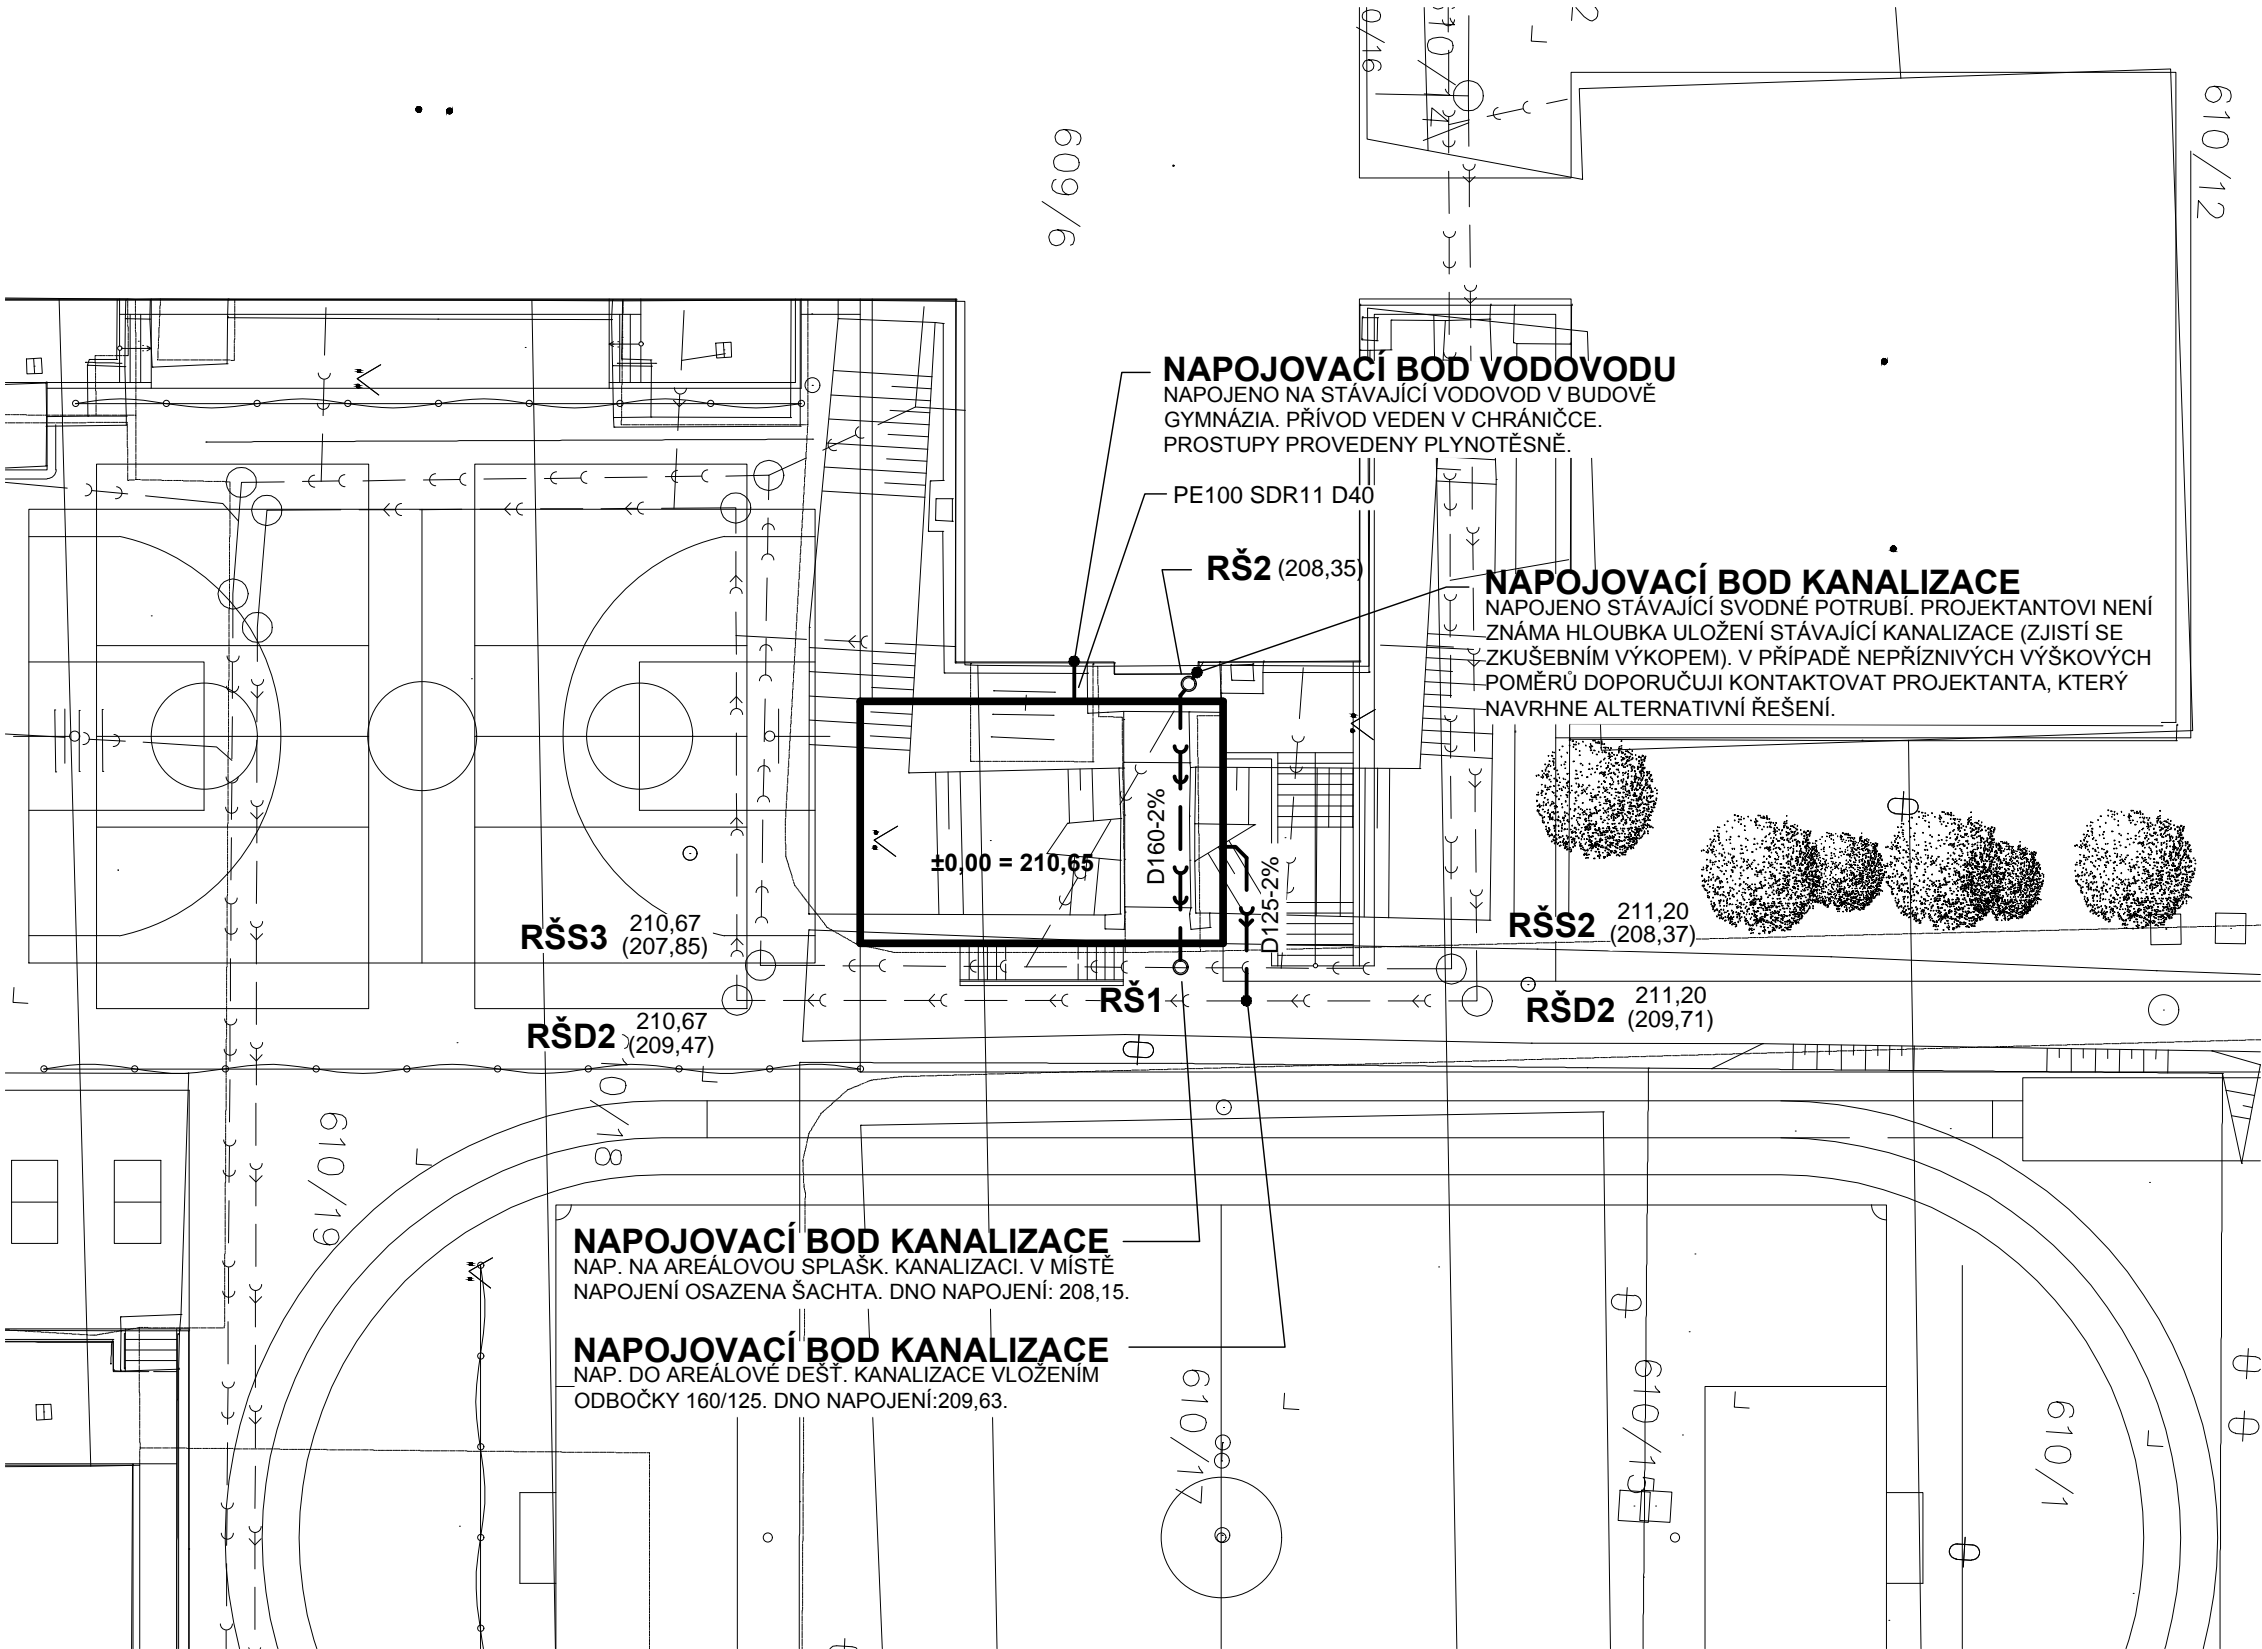 0/16
610/4
2
610/12
609/6
NAPOJOVACÍ BOD VODOVODU
NAPOJENO NA STÁVAJÍCÍ VODOVOD V BUDOVĚ
GYMNÁZIA. PŘÍVOD VEDEN V CHRÁNIČCE.
PROSTUPY PROVEDENY PLYNOTĚSNĚ.
PE100 SDR11 D40
RŠ2 (208,35)
NAPOJOVACÍ BOD KANALIZACE
NAPOJENO STÁVAJÍCÍ SVODNÉ POTRUBÍ. PROJEKTANTOVI NENÍ
ZNÁMA HLOUBKA ULOŽENÍ STÁVAJÍCÍ KANALIZACE (ZJISTÍ SE
ZKUŠEBNÍM VÝKOPEM). V PŘÍPADĚ NEPŘÍZNIVÝCH VÝŠKOVÝCH
POMĚRŮ DOPORUČUJI KONTAKTOVAT PROJEKTANTA, KTERÝ
NAVRHNE ALTERNATIVNÍ ŘEŠENÍ.
D160-2%
±0,00 = 210,65
D125-2%
RŠS3 210,67
(207,85)
RŠS2 211,20
(208,37)
RŠ1
RŠD2 211,20
(209,71)
RŠD2 210,67
(209,47)
0/18
610/19
NAPOJOVACÍ BOD KANALIZACE
NAP. NA AREÁLOVOU SPLAŠK. KANALIZACI. V MÍSTĚ
NAPOJENÍ OSAZENA ŠACHTA. DNO NAPOJENÍ: 208,15.
NAPOJOVACÍ BOD KANALIZACE
NAP. DO AREÁLOVÉ DEŠŤ. KANALIZACE VLOŽENÍM
ODBOČKY 160/125. DNO NAPOJENÍ:209,63.
610/17
610/15
610/1